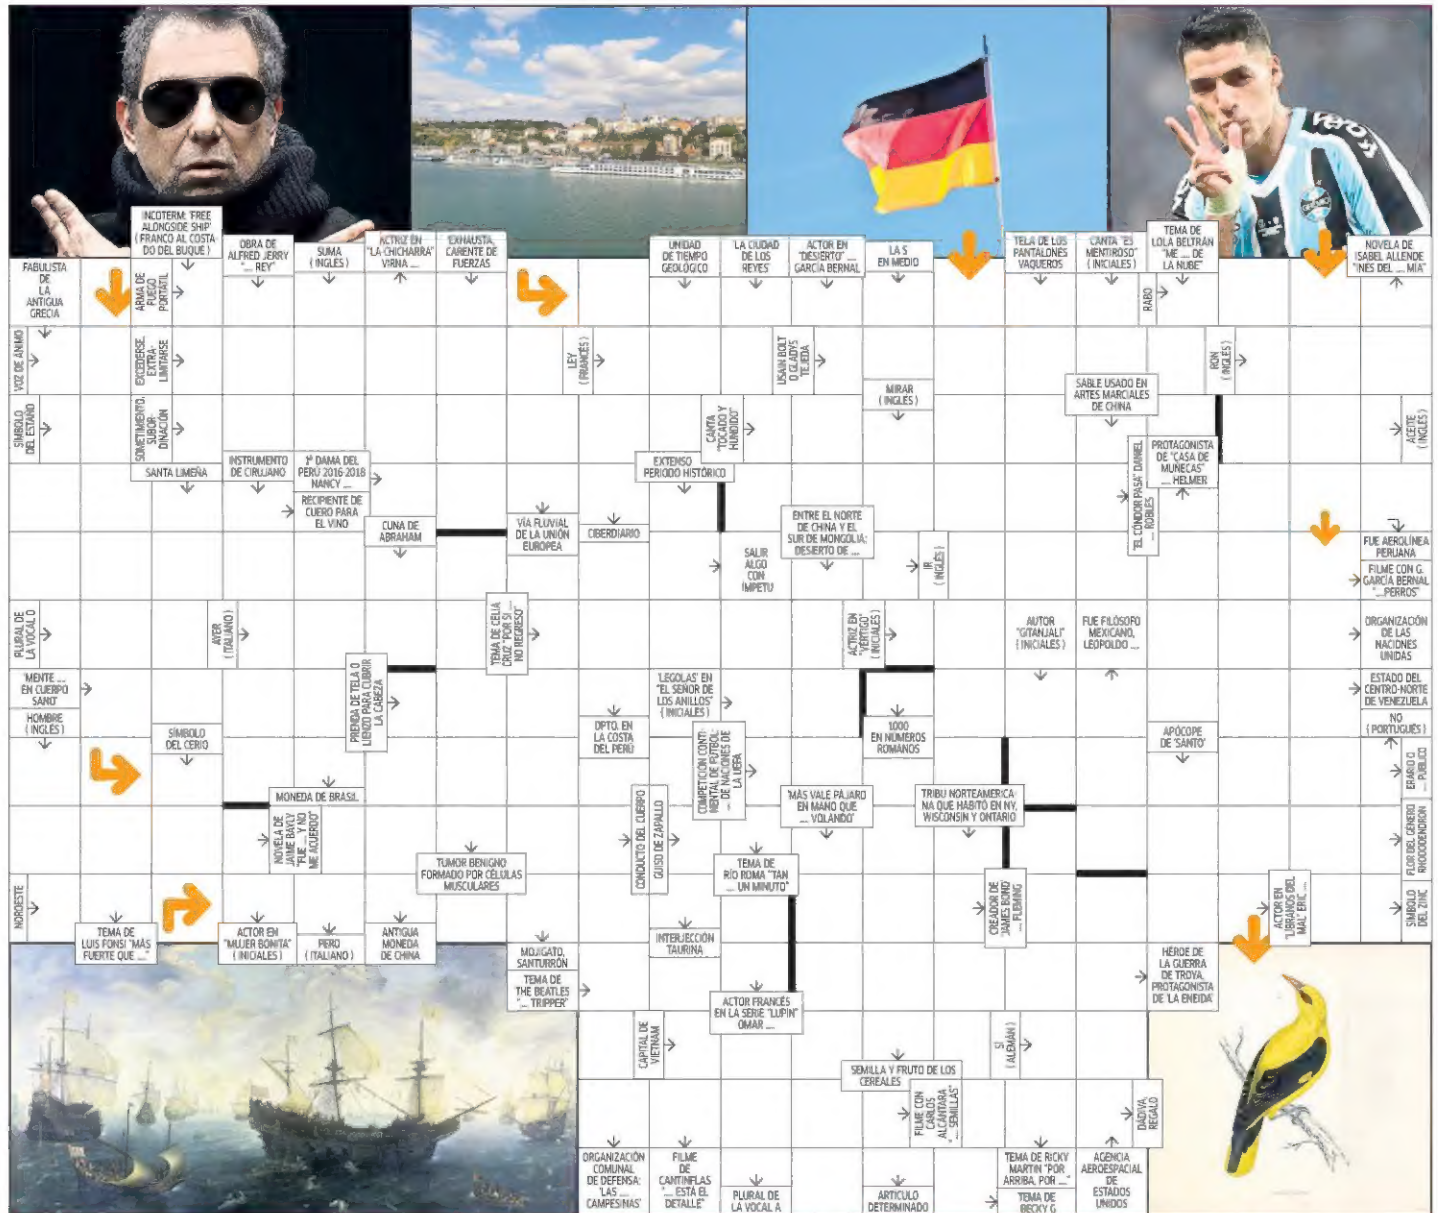 INCOTERM: 'FREE
ALONGSIDE SHIP'
(FRANCO AL COSTA-
DO DEL BUQUE)
OBRA DE
ALFRED JERRY
"... REY"
SUMA
(INGLÉS)
ACTRIZ EN
"LA CHICHARRA"
VIRNA ...
EXHAUSTA,
CARENTE DE
FUERZAS
UNIDAD
DE TIEMPO
GEOLÓGICO
'LA CIUDAD
DE LOS
REYES'
ACTOR EN
"DESIERTO" ...
GARCÍA BERNAL
LA S
EN MEDIO
TELA DE LOS
PANTALONES
VAQUEROS
CANTA "ES
MENTIROSO"
(INICIALES)
TEMA DE
LOLA BELTRÁN
"ME ... DE
LA NUBE"
NOVELA DE
ISABEL ALLENDE
"INES DEL ... MIA"
FABULISTA
DE
LA
ANTIGUA
GRECIA
ARMA DE
FUEGO
PORTÁTIL
RABO
VOZ DE ÁNIMO
EXCEDERSE,
EXTRA-
LIMITARSE
LEY
(FRANCÉS)
USAIN BOLT
O GLADYS
TEJEDA
MIRAR
(INGLÉS)
SABLE USADO EN
ARTES MARCIALES
DE CHINA
RON
(INGLÉS)
SÍMBOLO
DEL ESTAÑO
SOMETIMIENTO,
SUBOR-
DINACIÓN
CANTA
"TOCADO Y
HUNDIDO"
ACEITE
(INGLÉS)
SANTA LIMEÑA
INSTRUMENTO
DE CIRUJANO
1ª DAMA DEL
PERÚ 2016-2018
NANCY ...
RECIPIENTE DE
CUERO PARA
EL VINO
EXTENSO
PERIODO HISTÓRICO
"EL CÓNDOR PASA" DANIEL
... ROBLES
PROTAGONISTA
DE "CASA DE
MUÑECAS"
... HELMER
CUNA DE
ABRAHAM
VÍA FLUVIAL
DE LA UNIÓN
EUROPEA
CIBERDIARIO
ENTRE EL NORTE
DE CHINA Y EL
SUR DE MONGOLIA:
DESIERTO DE ...
SALIR
ALGO
CON
ÍMPETU
IR
(INGLÉS)
FUE AEROLÍNEA
PERUANA
FILME CON G.
GARCÍA BERNAL
"... PERROS"
PLURAL DE
LA VOCAL O
AYER
(ITALIANO)
TEMA DE CELIA
CRUZ "POR SI ...
NO REGRESO"
ACTRIZ EN
"VÉRTIGO"
(INICIALES)
AUTOR
"GITANJALI"
(INICIALES)
FUE FILÓSOFO
MEXICANO,
LEOPOLDO ...
ORGANIZACIÓN
DE LAS
NACIONES
UNIDAS
'MENTE ...
EN CUERPO
SANO'
HOMBRE
(INGLÉS)
SÍMBOLO
DEL CERIO
PRENDA DE TELA O
LIENZO PARA CUBRIR
LA CABEZA
'LEGOLAS' EN
"EL SEÑOR DE
LOS ANILLOS"
(INICIALES)
DPTO. EN
LA COSTA
DEL PERÚ
1.000
EN NÚMEROS
ROMANOS
APÓCOPE
DE 'SANTO'
ESTADO DEL
CENTRO-NORTE
DE VENEZUELA
NO
(PORTUGUÉS)
MONEDA DE BRASIL
COMPETICIÓN CONTI-
MENTAL DE FÚTBOL:
... DE NACIONES DE
LA UEFA
'MÁS VALE PÁJARO
EN MANO QUE
... VOLANDO'
TRIBU NORTEAMERICA-
NA QUE HABITÓ EN NY,
WISCONSIN Y ONTARIO
ERARIO O
... PÚBLICO
NOVELA DE
JAIME BAYLY
"FUE ... Y NO
ME ACUERDO"
TUMOR BENIGNO
FORMADO POR CÉLULAS
MUSCULARES
CONDUCTO DEL CUERPO
GUISO DE ZAPALLO
TEMA DE
RÍO ROMA "TAN
... UN MINUTO"
FLOR DEL GÉNERO
RHODODENDRON
NOROESTE
TEMA DE
LUIS FONSI "MÁS
FUERTE QUE ..."
ACTOR EN
"MUJER BONITA"
(INICIALES)
PERO
(ITALIANO)
ANTIGUA
MONEDA
DE CHINA
MOJIGATO,
SANTURRÓN
TEMA DE
THE BEATLES
"... TRIPPER"
INTERJECCIÓN
TAURINA
CREADOR DE
'JAMES BOND'
... FLEMING
ACTOR EN
"LÍBRANOS DEL
MAL" ERIC ...
SÍMBOLO
DEL ZINC
HÉROE DE
LA GUERRA
DE TROYA,
PROTAGONISTA
DE 'LA ENEIDA'
ACTOR FRANCÉS
EN LA SERIE "LUPIN"
OMAR ...
CAPITAL DE
VIETNAM
SÍ
(ALEMÁN)
SEMILLA Y FRUTO DE LOS
CEREALES
FILME CON
CARLOS
ALCÁNTARA
"... SEMILLAS"
DÁDIVA,
REGALO
ORGANIZACIÓN
COMUNAL
DE DEFENSA:
'LAS ...
CAMPESINAS'
FILME
DE
CANTINFLAS
"... ESTÁ EL
DETALLE"
PLURAL DE
LA VOCAL A
ARTÍCULO
DETERMINADO
TEMA DE RICKY
MARTIN "POR
ARRIBA, POR ..."
TEMA DE
BECKY G
AGENCIA
AEROESPACIAL
DE
ESTADOS
UNIDOS